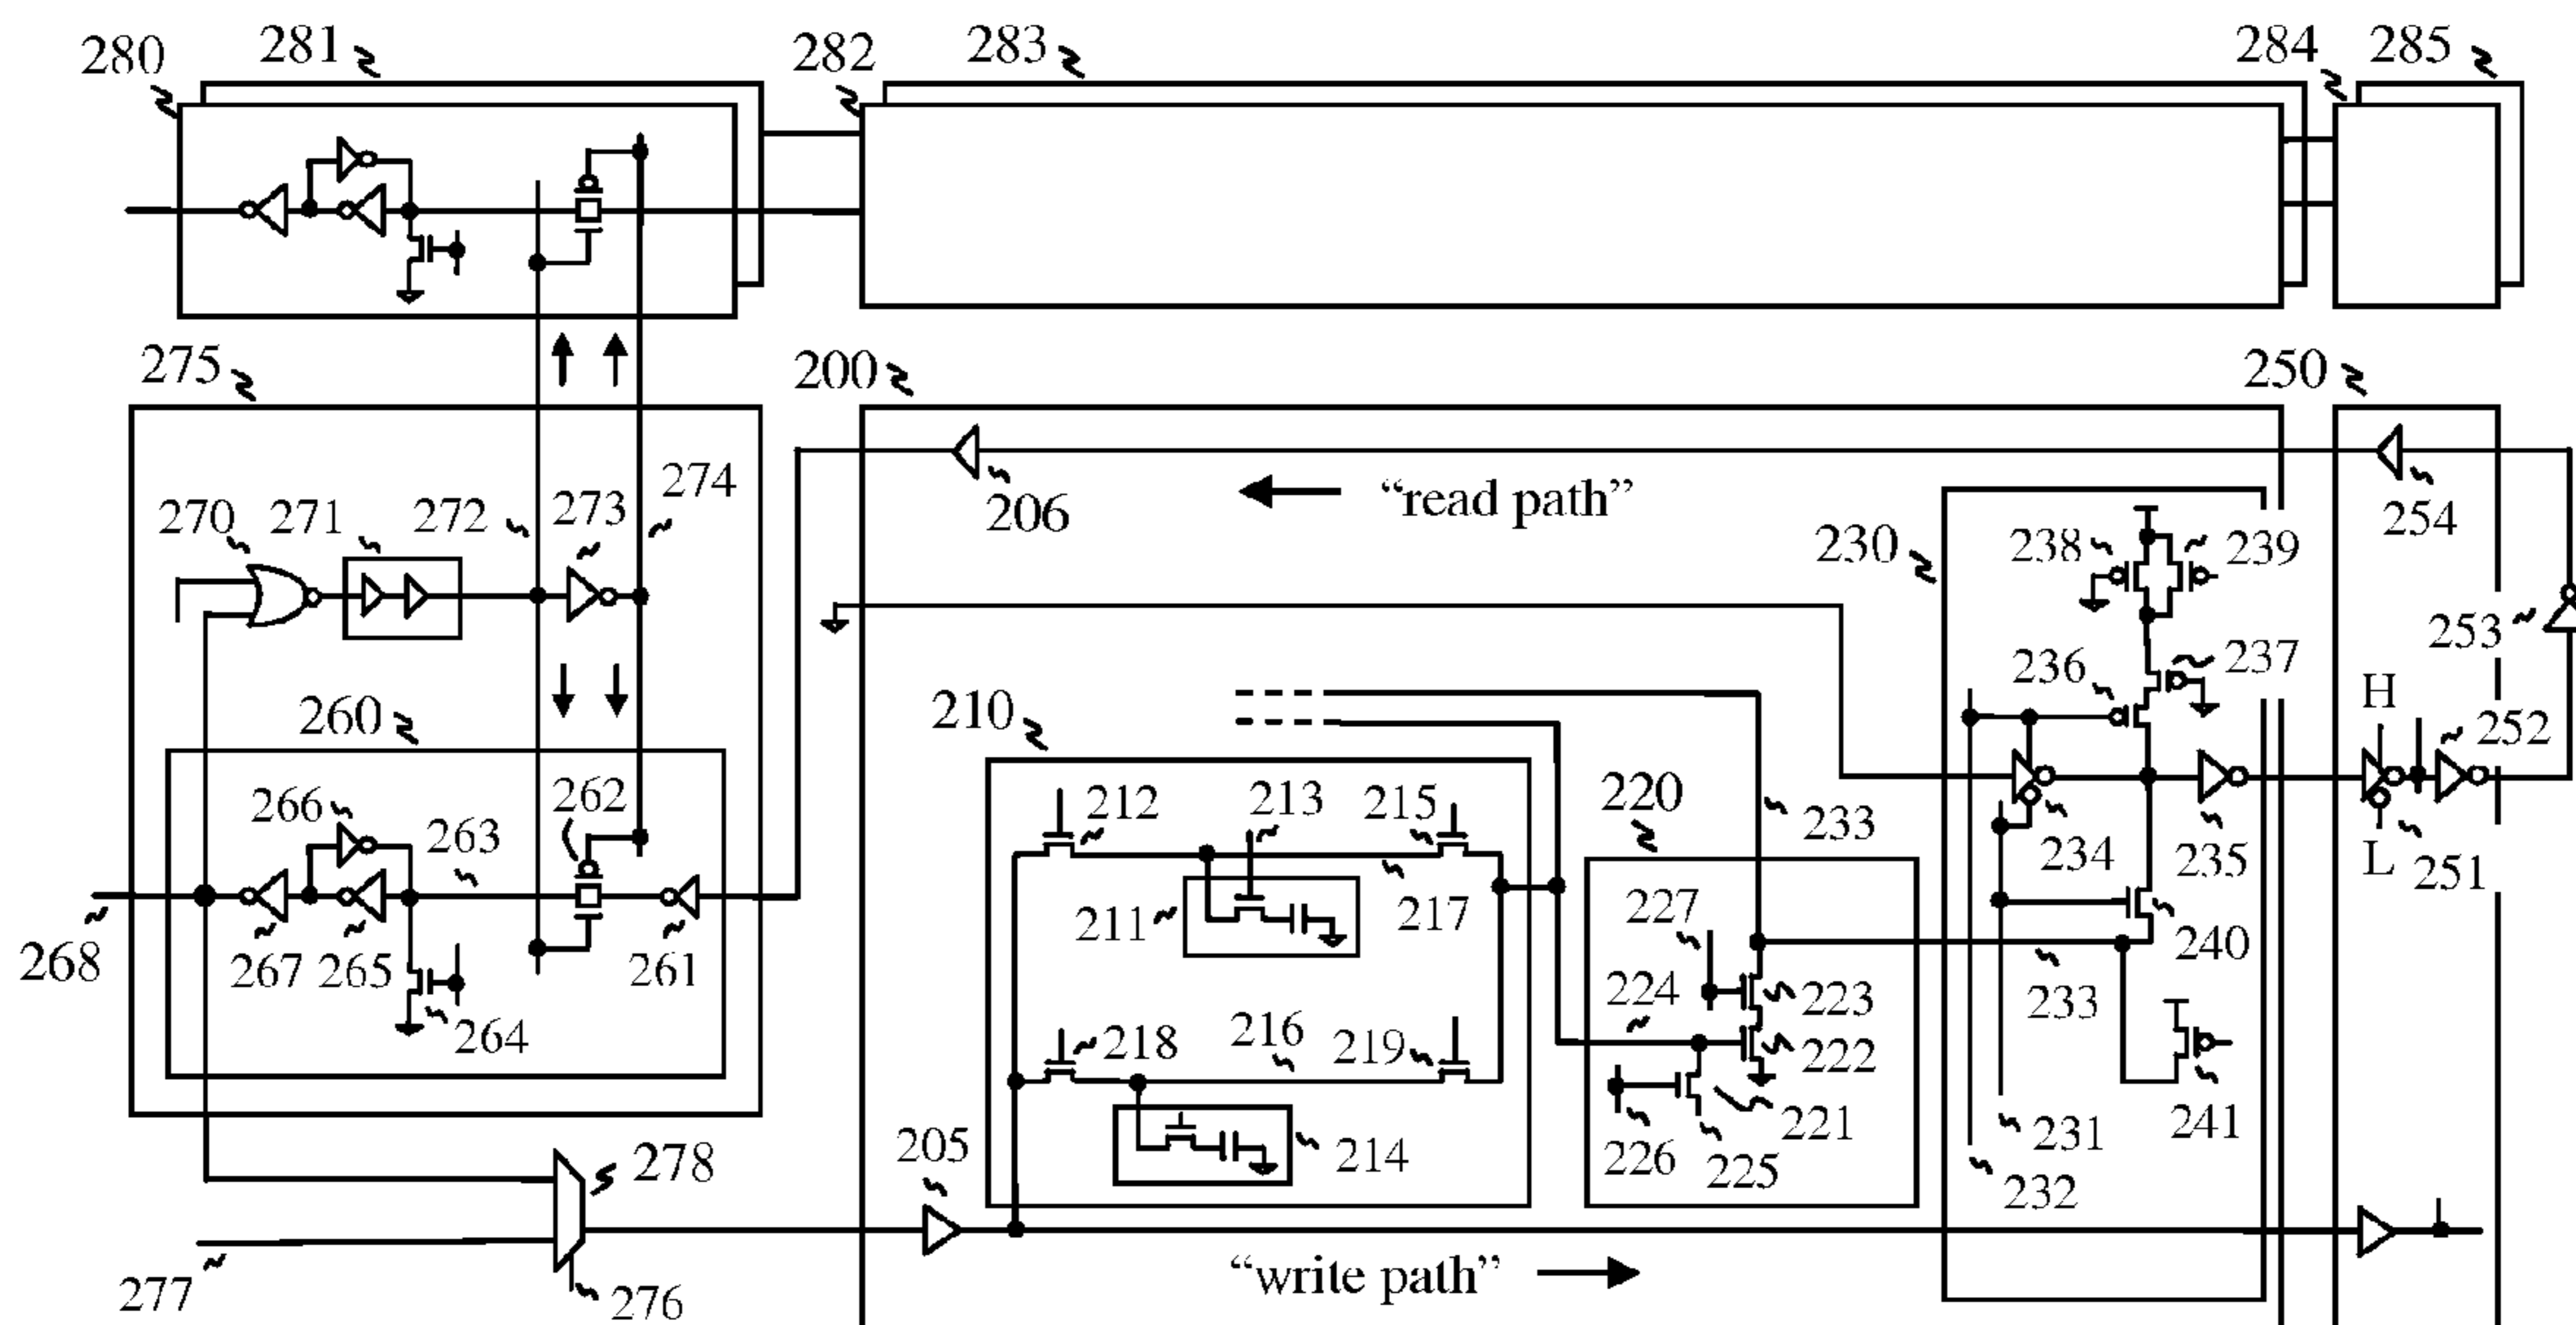 280 281 282 283 284 285
275 200 250
270 271 272 273 274 206 "read path" 230 238 239 254
236 237 253
260 210 H 252
266 263 262 212 213 215 220 233 234 235 L 251
268 267 265 261 211 217 227 240
264 224 223 233
218 216 219 222
226 225 221 231 241
278 205 214 232
277 276 "write path"